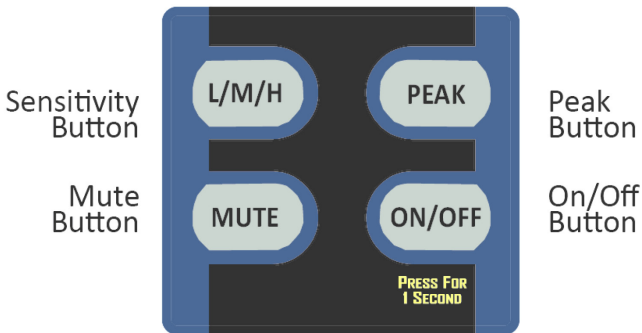 Sensitivity
Button
L/M/H
PEAK
Peak
Button
Mute
Button
MUTE
ON/OFF
On/Off
Button
PRESS FOR
1 SECOND